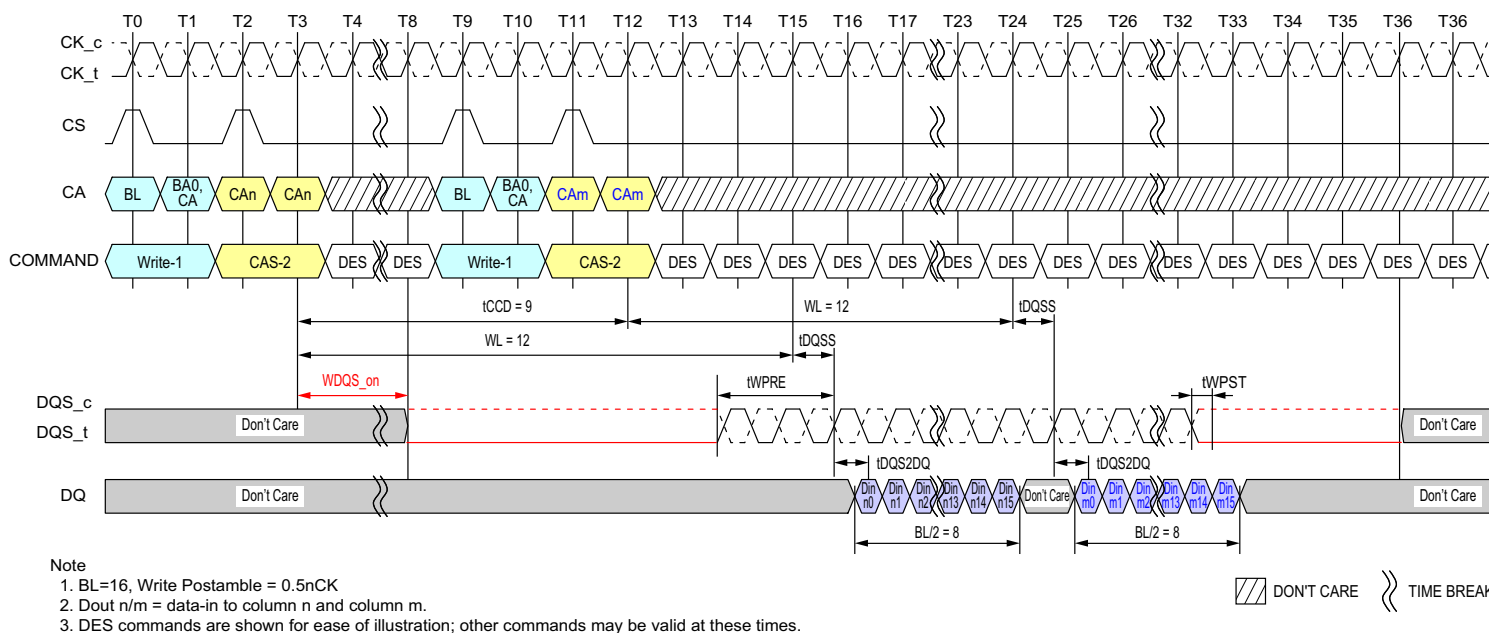 T0 T1 T2 T3 T4 T8 T9 T10 T11 T12 T13 T14 T15 T16 T17 T23 T24 T25 T26 T32 T33 T34 T35 T36 T36
CK_c
CK_t
CS
CA BL BA0, CA CAn CAn BL BA0, CA CAm CAm
COMMAND Write-1 CAS-2 DES DES Write-1 CAS-2 DES DES DES DES DES DES DES DES DES DES DES DES DES DES DES
tCCD = 9 WL = 12 tDQSS
WL = 12 tDQSS
WDQS_on tWPRE tWPST
DQS_c
DQS_t Don't Care Don't Care
tDQS2DQ tDQS2DQ
DQ Don't Care Din n0 Din n1 Din n2 Din n13 Din n14 Din n15 Don't Care Din m0 Din m1 Din m2 Din m13 Din m14 Din m15 Don't Care
BL/2 = 8 BL/2 = 8
Note
1. BL=16, Write Postamble = 0.5nCK
2. Dout n/m = data-in to column n and column m.
3. DES commands are shown for ease of illustration; other commands may be valid at these times.
DON'T CARE TIME BREAK